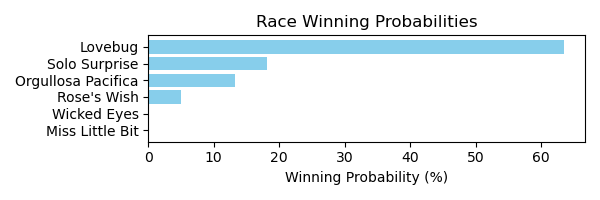 Race Winning Probabilities
Lovebug
Solo Surprise
Orgullosa Pacifica
Rose's Wish
Wicked Eyes
Miss Little Bit
0 10 20 30 40 50 60
Winning Probability (%)